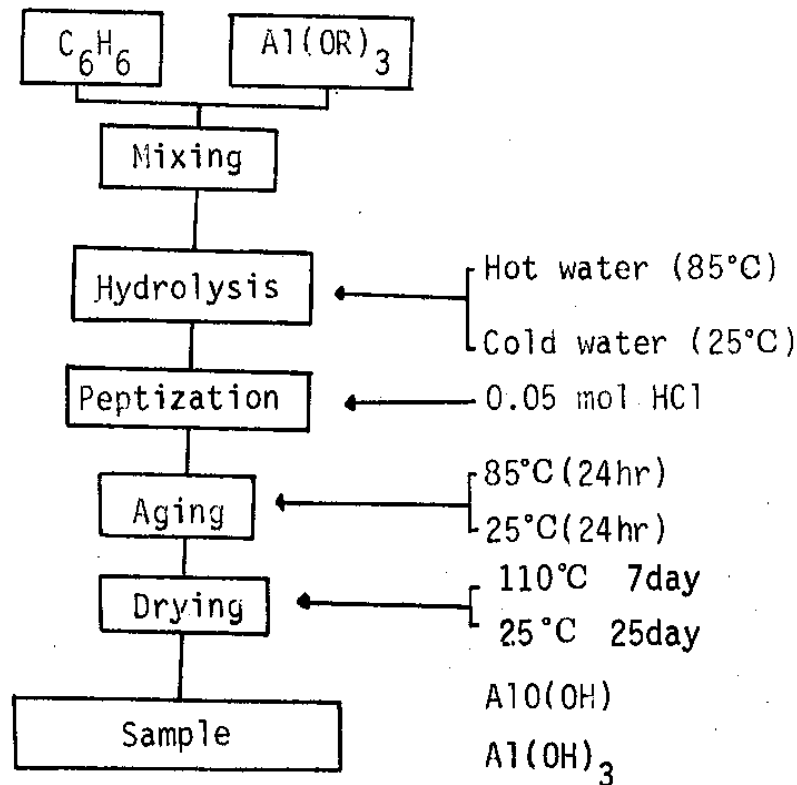 C6H6
Al(OR)3
Mixing
Hydrolysis
Hot water (85°C)
Cold water (25°C)
Peptization
0.05 mol HCl
Aging
85°C(24hr)
25°C(24hr)
Drying
110°C 7day
25°C 25day
Sample
AlO(OH)
Al(OH)3